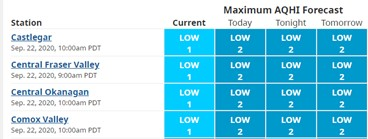 Maximum AQHI Forecast
Station Current Today Tonight Tomorrow
Castlegar LOW LOW LOW LOW
Sep. 22, 2020, 10:00am PDT 1 2 2 2
Central Fraser Valley LOW LOW LOW LOW
Sep. 22, 2020, 9:00am PDT 1 2 2 2
Central Okanagan LOW LOW LOW LOW
Sep. 22, 2020, 10:00am PDT 1 2 2 2
Comox Valley LOW LOW LOW LOW
Sep. 22, 2020, 10:00am PDT 1 2 2 2